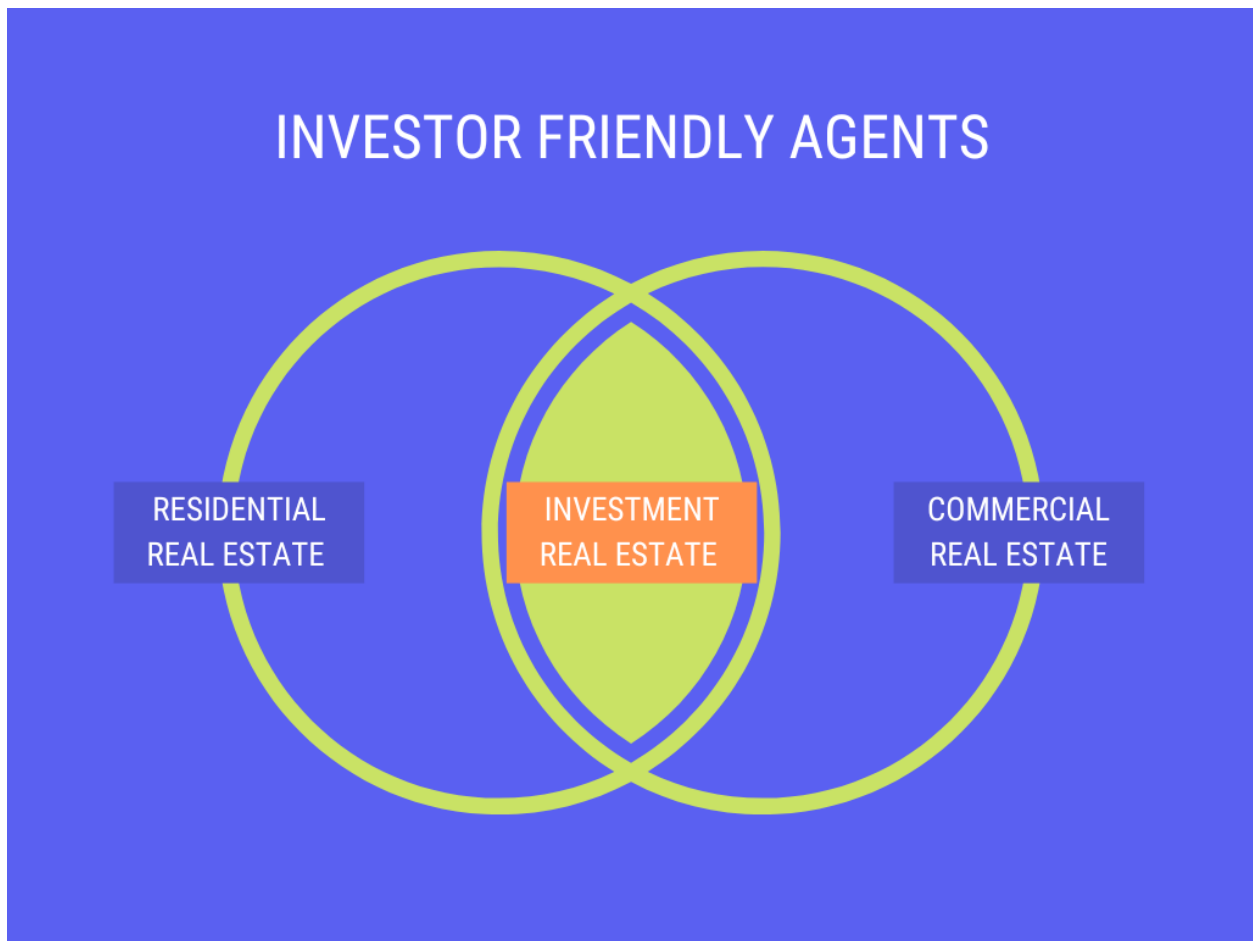 INVESTOR FRIENDLY AGENTS
RESIDENTIAL
REAL ESTATE
INVESTMENT
REAL ESTATE
COMMERCIAL
REAL ESTATE